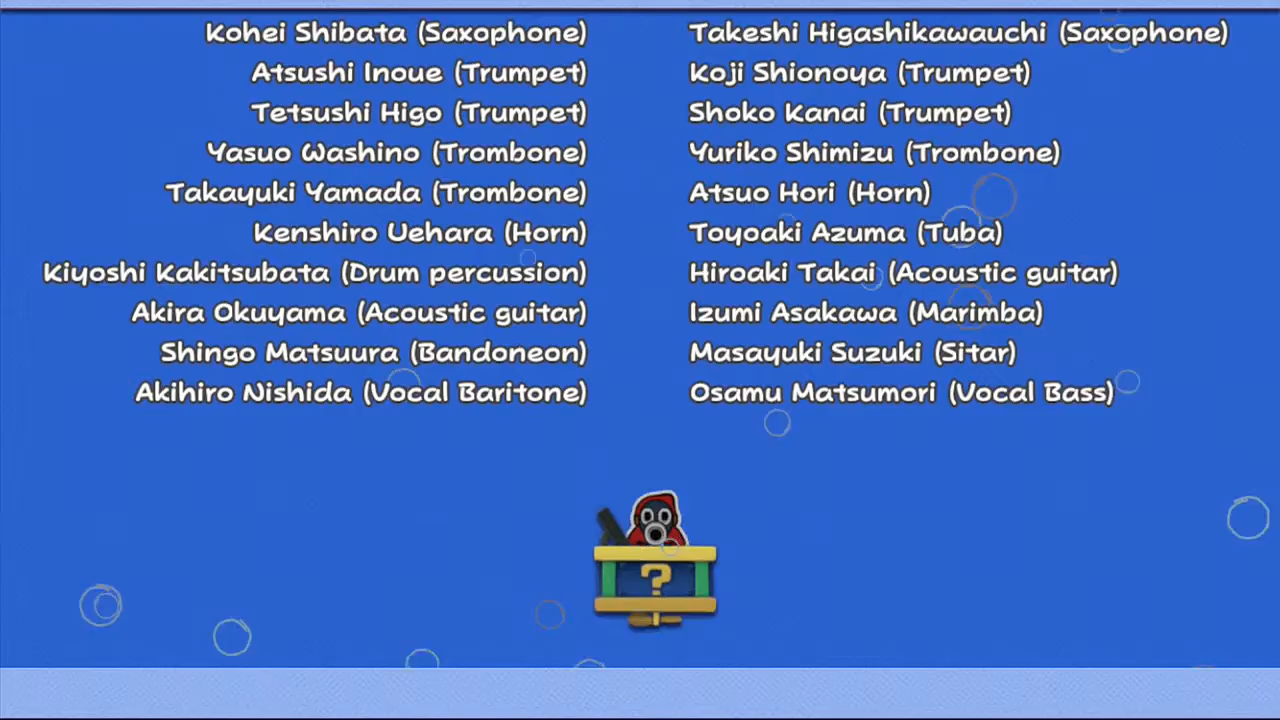 Kohei Shibata (Saxophone) Takeshi Higashikawauchi (Saxophone)
Atsushi Inoue (Trumpet) Koji Shionoya (Trumpet)
Tetsushi Higo (Trumpet) Shoko Kanai (Trumpet)
Yasuo Washino (Trombone) Yuriko Shimizu (Trombone)
Takayuki Yamada (Trombone) Atsuo Hori (Horn)
Kenshiro Uehara (Horn) Toyoaki Azuma (Tuba)
Kiyoshi Kakitsubata (Drum percussion) Hiroaki Takai (Acoustic guitar)
Akira Okuyama (Acoustic guitar) Izumi Asakawa (Marimba)
Shingo Matsuura (Bandoneon) Masayuki Suzuki (Sitar)
Akihiro Nishida (Vocal Baritone) Osamu Matsumori (Vocal Bass)
?